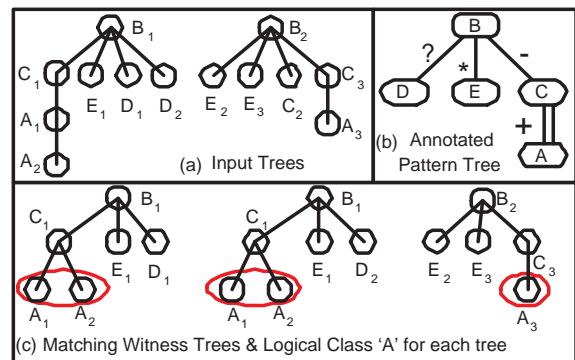 B1
C1
E1 D1 D2
A1
A2
B2
E2 E3 C2
C3
A3
(a) Input Trees
B
? * -
D E C
+
A
(b) Annotated
Pattern Tree
B1
C1
E1 D1
A1 A2
B1
C1
E1 D2
A1 A2
B2
E2 E3 C3
A3
(c) Matching Witness Trees & Logical Class 'A' for each tree